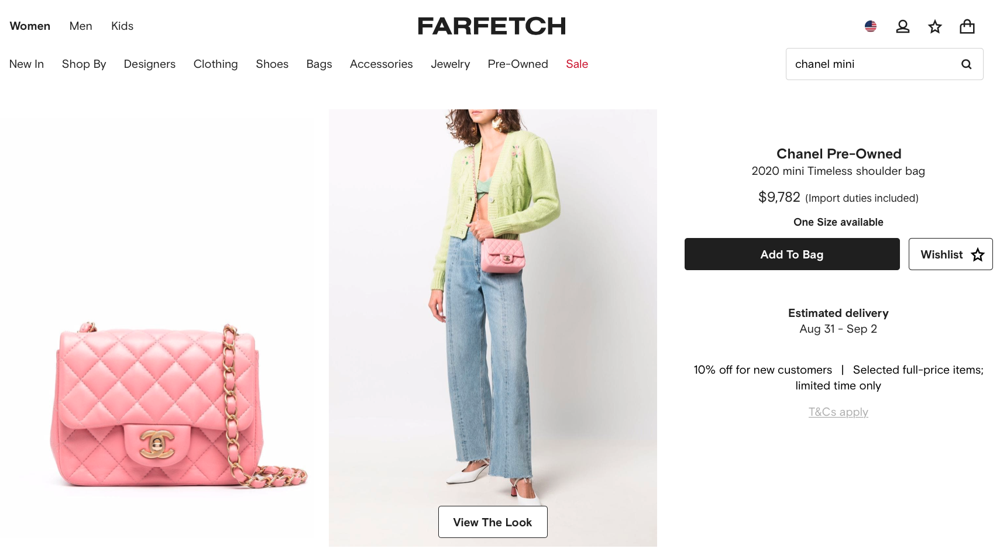 Women Men Kids
FARFETCH
New In Shop By Designers Clothing Shoes Bags Accessories Jewelry Pre-Owned Sale
chanel mini
Chanel Pre-Owned
2020 mini Timeless shoulder bag
$9,782 (Import duties included)
One Size available
Add To Bag
Wishlist
Estimated delivery
Aug 31 - Sep 2
10% off for new customers | Selected full-price items;
limited time only
T&Cs apply
View The Look